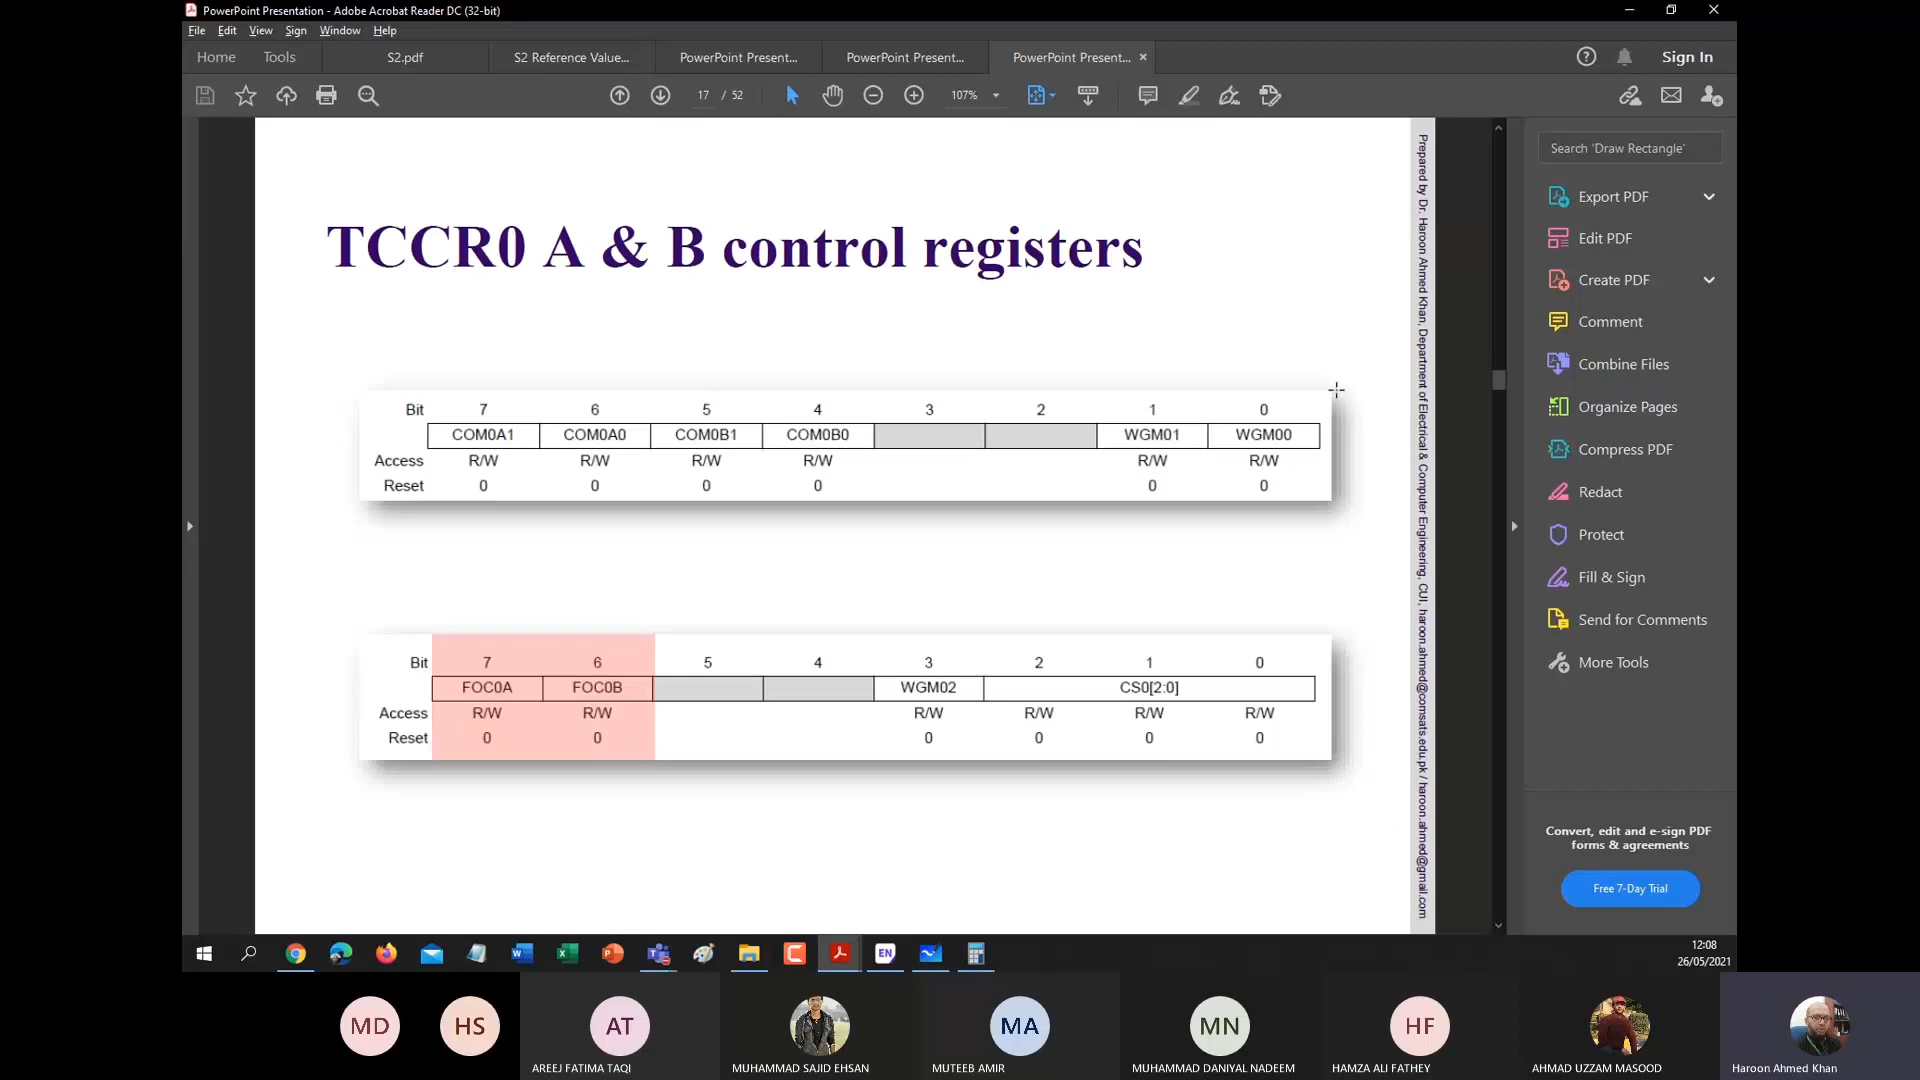 PowerPoint Presentation - Adobe Acrobat Reader DC (32-bit)
File Edit View Sign Window Help
Home Tools S2.pdf S2 Reference Value... PowerPoint Present... PowerPoint Present... PowerPoint Present... × Sign In
17 / 52 107%
Search 'Draw Rectangle'
Export PDF
Edit PDF
Create PDF
Comment
Combine Files
Organize Pages
Compress PDF
Redact
Protect
Fill & Sign
Send for Comments
More Tools
Convert, edit and e-sign PDF
forms & agreements
Free 7-Day Trial
TCCR0 A & B control registers
Bit 7 6 5 4 3 2 1 0
COM0A1 COM0A0 COM0B1 COM0B0 WGM01 WGM00
Access R/W R/W R/W R/W R/W R/W
Reset 0 0 0 0 0 0
Bit 7 6 5 4 3 2 1 0
FOC0A FOC0B WGM02 CS0[2:0]
Access R/W R/W R/W R/W R/W R/W
Reset 0 0 0 0 0 0
Prepared by Dr. Haroon Ahmed Khan, Department of Electrical & Computer Engineering, CUI, haroon.ahmed@comsats.edu.pk / haroon.ahmed@gmail.com
EN
12:08
26/05/2021
MD HS AT MA MN HF
AREEJ FATIMA TAQI MUHAMMAD SAJID EHSAN MUTEEB AMIR MUHAMMAD DANIYAL NADEEM HAMZA ALI FATHEY AHMAD UZZAM MASOOD Haroon Ahmed Khan